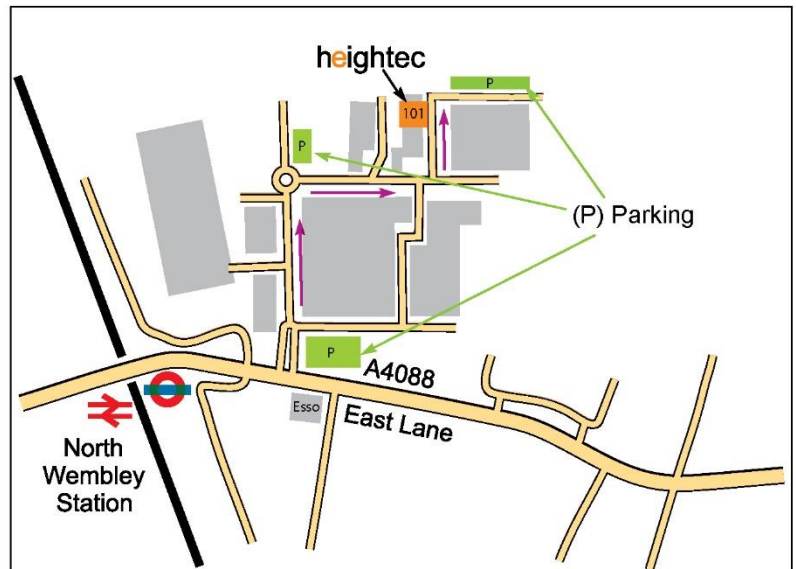 heightec
P
101
P
(P) Parking
P
A4088
Esso
East Lane
North
Wembley
Station